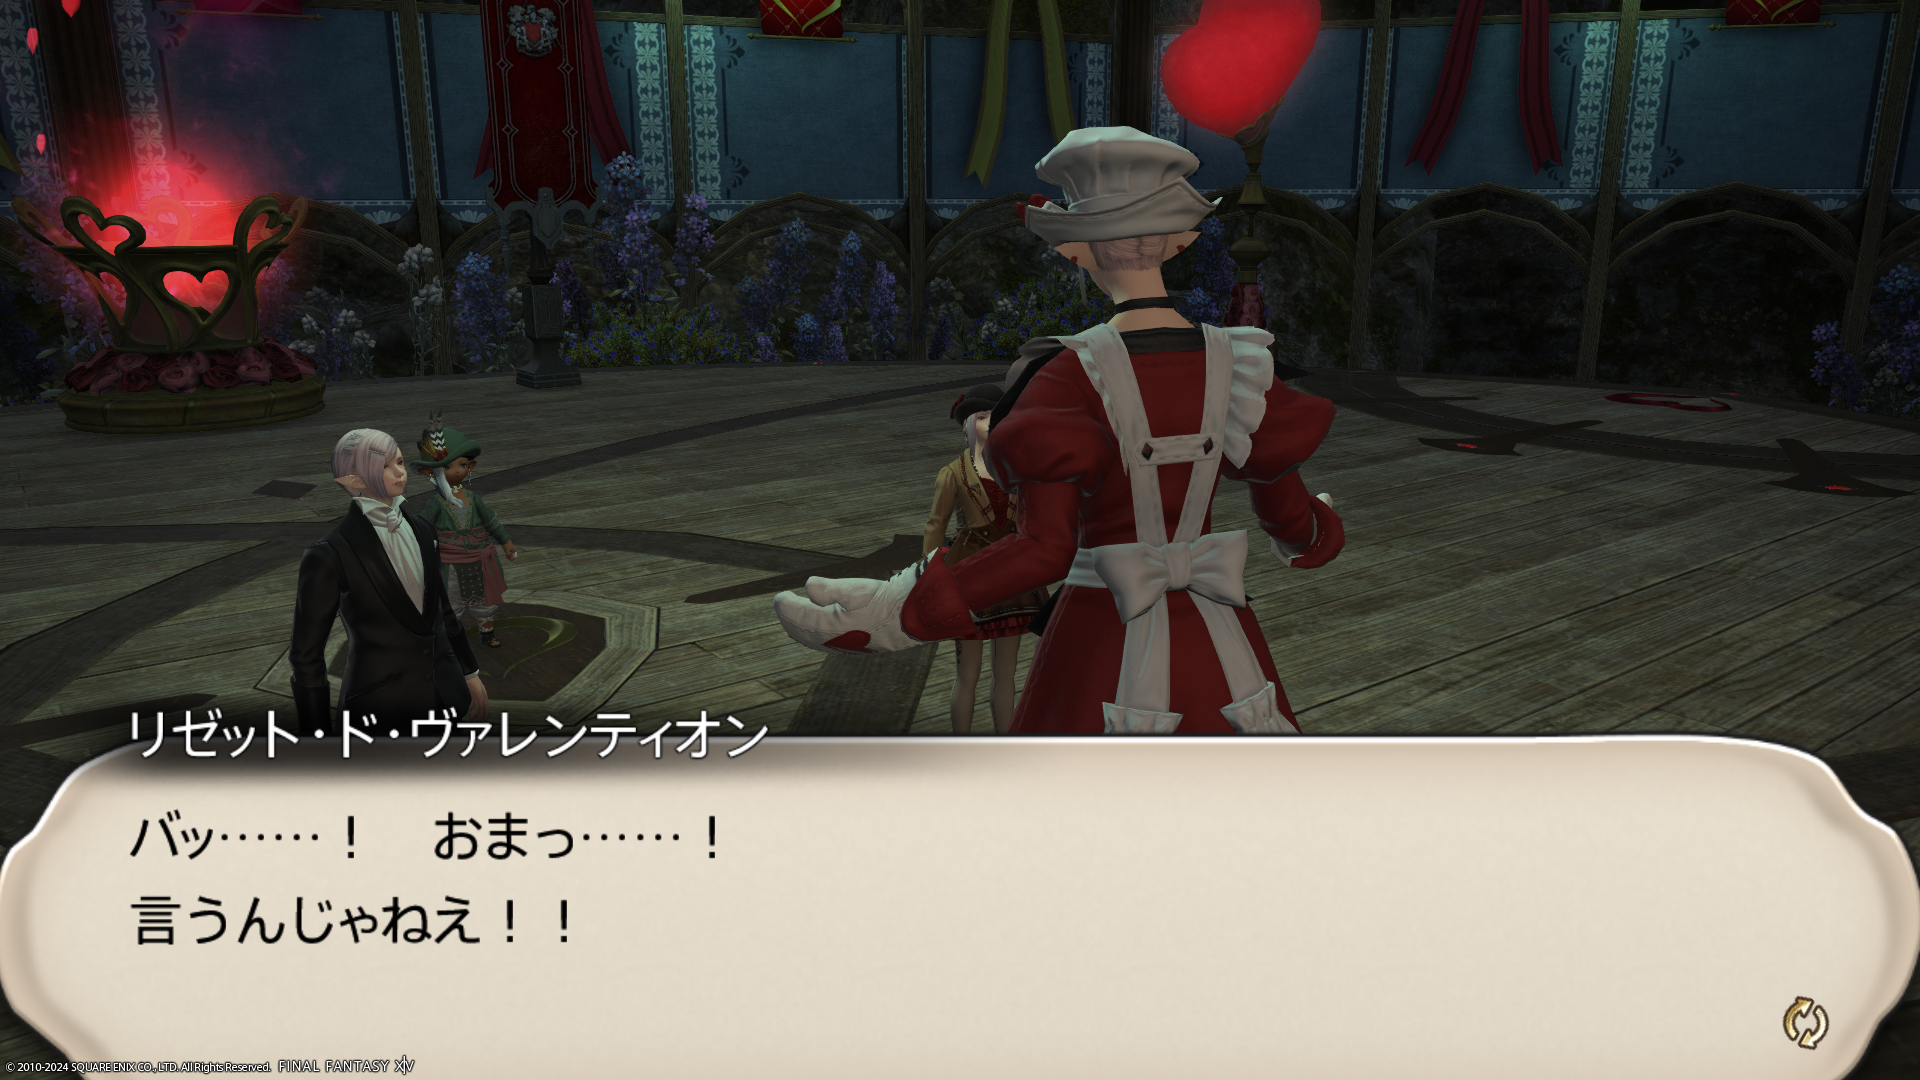 リゼット・ド・ヴァレンティオン
バッ……！　おまっ……！
言うんじゃねえ！！
© 2010-2024 SQUARE ENIX CO., LTD. All Rights Reserved. FINAL FANTASY XIV